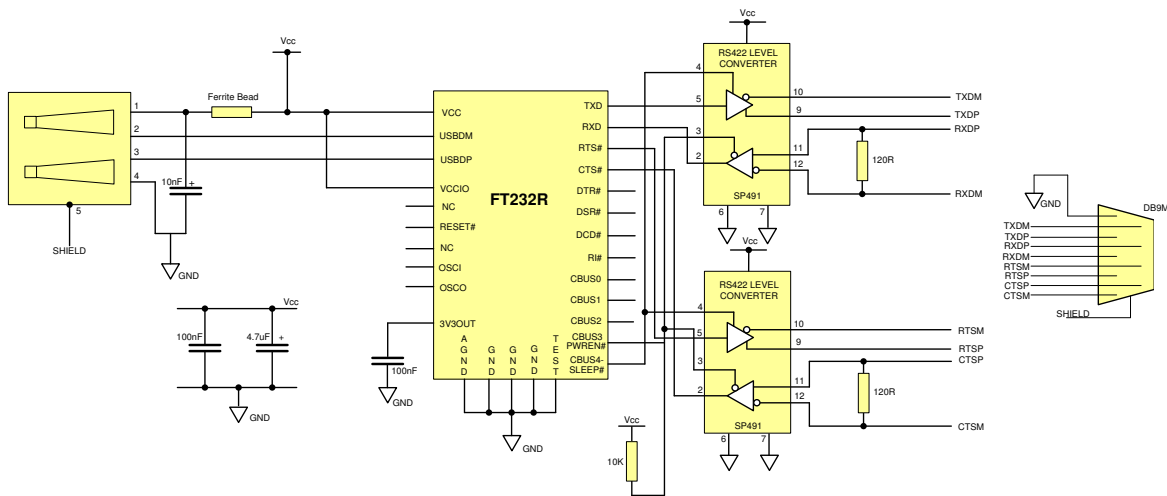 Vcc
RS422 LEVEL
CONVERTER
4
10
TXDM
5
9
TXDP
3
RXDP
11
2
12
120R
RXDM
SP491
6
7
Vcc
Ferrite Bead
1
2
3
4
10nF
+
5
SHIELD
GND
FT232R
VCC
USBDM
USBDP
VCCIO
NC
RESET#
NC
OSCI
OSCO
3V3OUT
TXD
RXD
RTS#
CTS#
DTR#
DSR#
DCD#
RI#
CBUS0
CBUS1
CBUS2
CBUS3
PWREN#
CBUS4-
SLEEP#
AGND
GND
GND
GND
TEST
GND
100nF
GND
Vcc
100nF
4.7uF
+
GND
Vcc
RS422 LEVEL
CONVERTER
4
10
RTSM
5
9
RTSP
3
CTSP
11
2
12
120R
CTSM
SP491
6
7
Vcc
10K
GND
DB9M
TXDM
TXDP
RXDP
RXDM
RTSM
RTSP
CTSP
CTSM
SHIELD